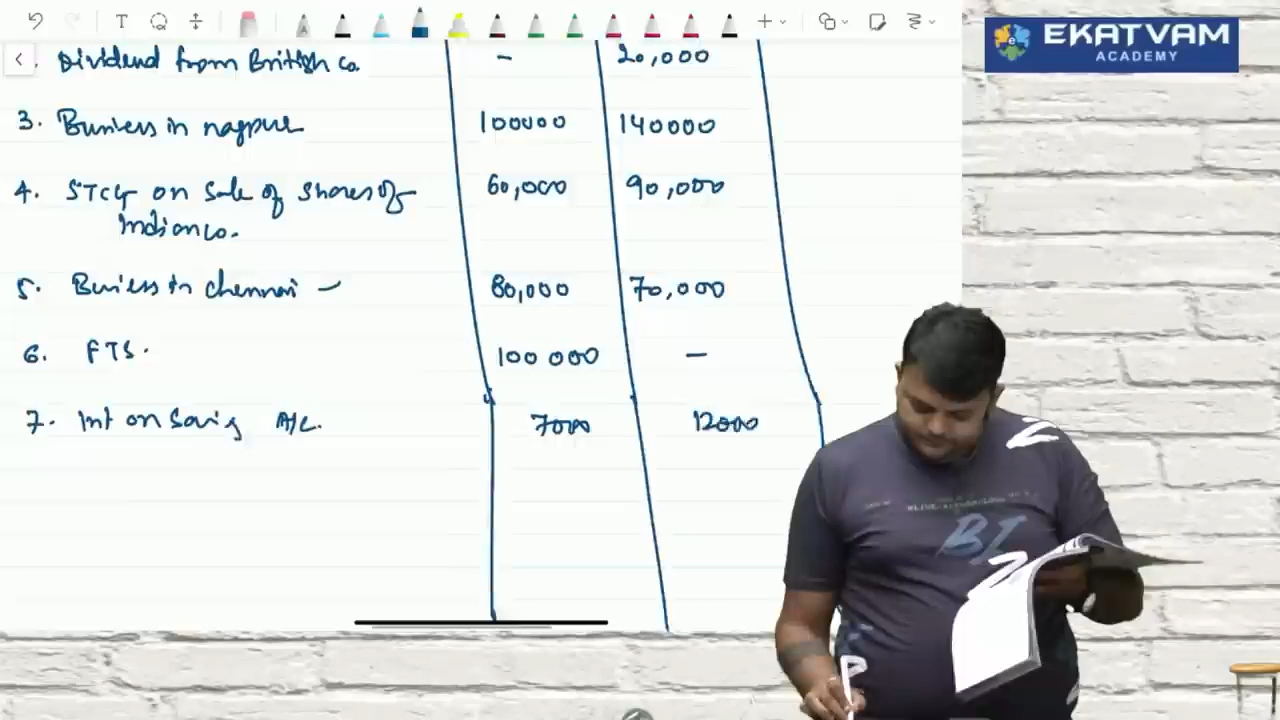 EKATVAM
ACADEMY
Dividend from British Co. - 20,000
3. Business in nagpur 100000 140000
4. STCG on Sale of Shares of 60,000 90,000
Indian co.
5. Business in chennai - 80,000 70,000
6. FTS. 100 000 -
7. Int on Saving A/c. 7000 12000
BI